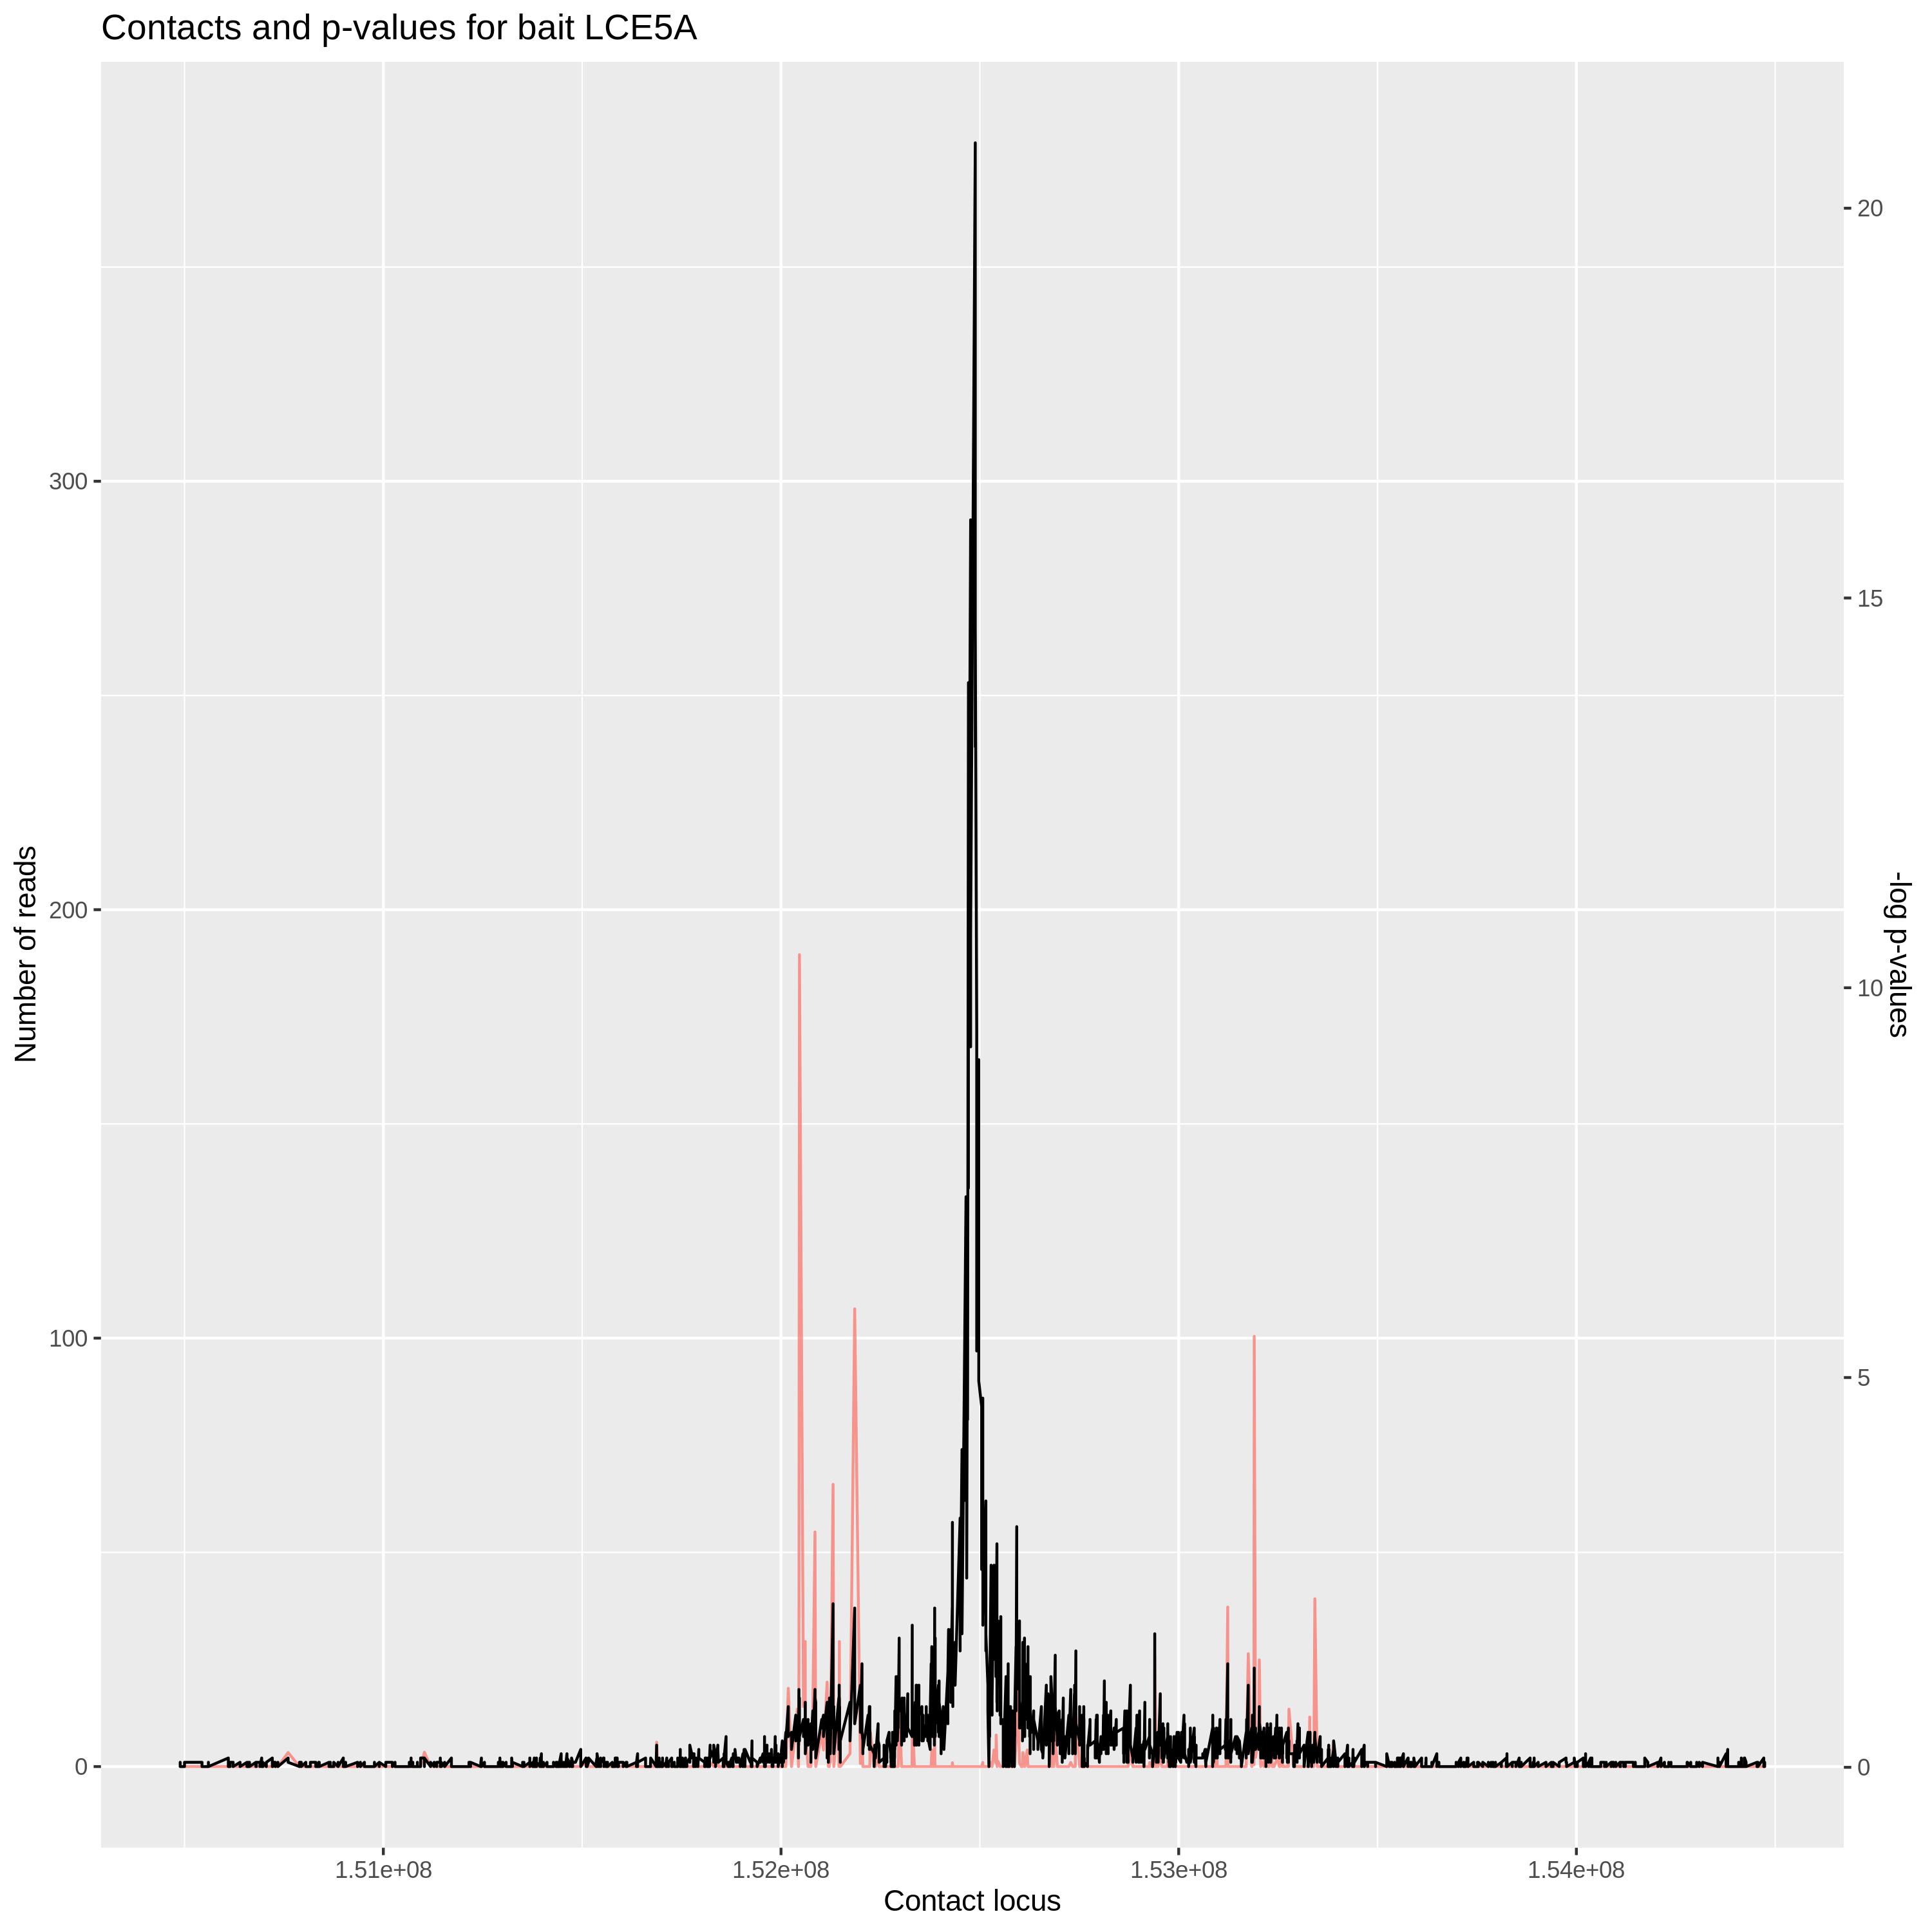 Contacts and p-values for bait LCE5A
Number of reads
300
200
100
0
20
15
10
5
0
-log p-values
1.51e+08
1.52e+08
1.53e+08
1.54e+08
Contact locus